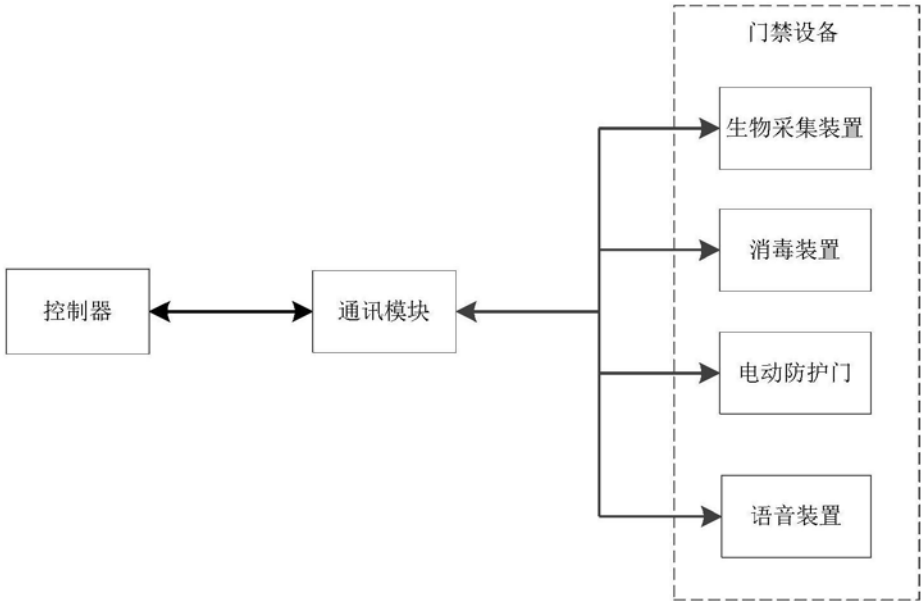 门禁设备
生物采集装置
消毒装置
控制器
通讯模块
电动防护门
语音装置